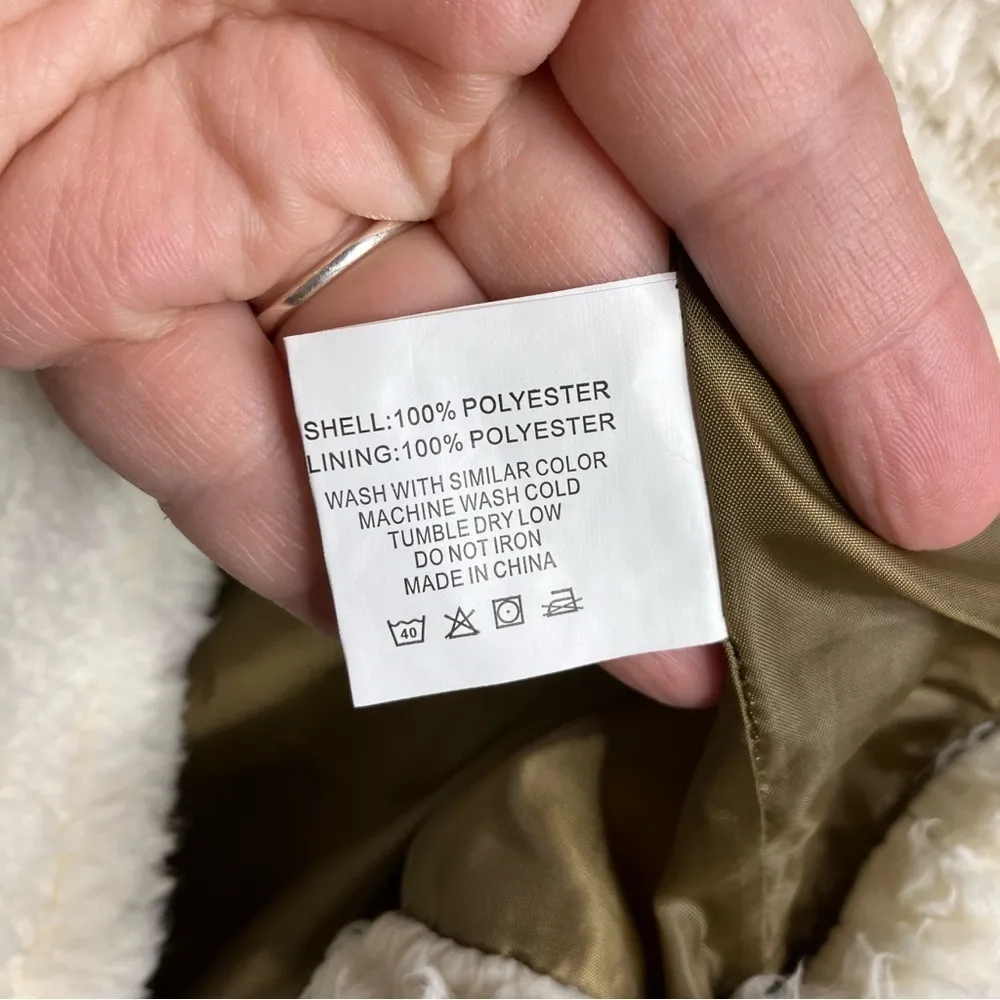 SHELL:100% POLYESTER
LINING:100% POLYESTER
WASH WITH SIMILAR COLOR
MACHINE WASH COLD
TUMBLE DRY LOW
DO NOT IRON
MADE IN CHINA
40